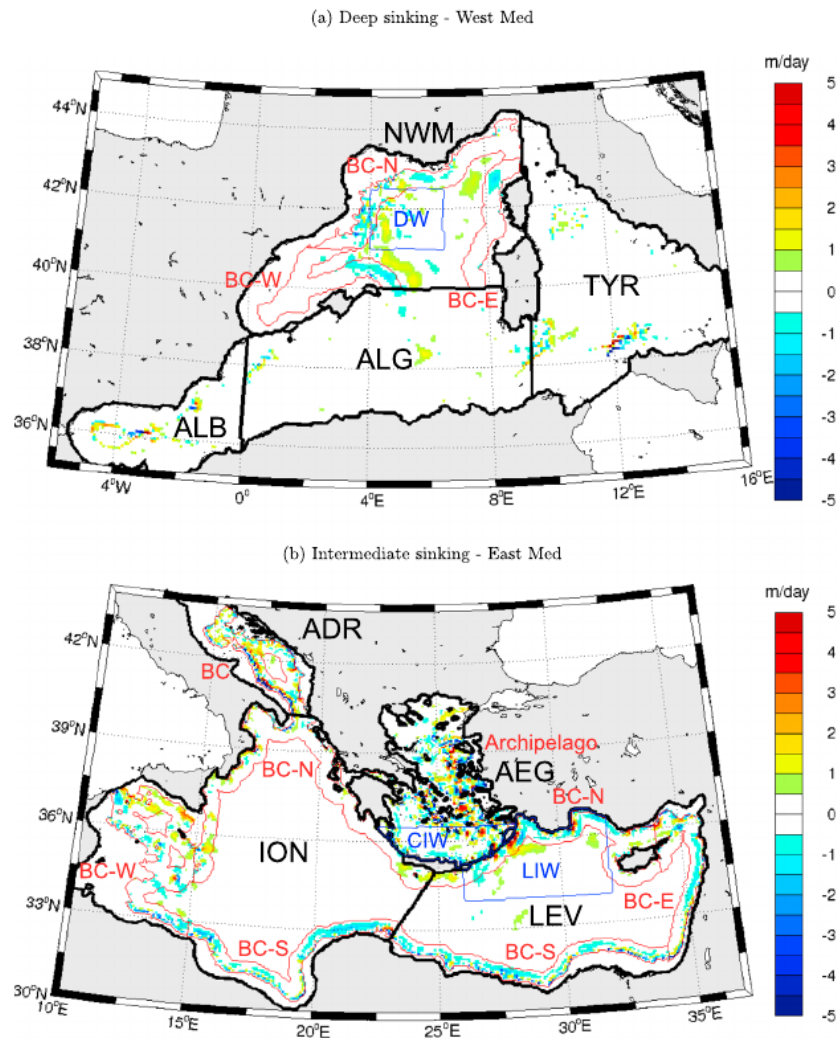 (a) Deep sinking - West Med
m/day
44°N
42°N
40°N
38°N
36°N
4°W
0°
4°E
8°E
12°E
16°E
NWM
BC-N
DW
BC-W
BC-E
TYR
ALG
ALB
5
4
3
2
1
0
-1
-2
-3
-4
-5
(b) Intermediate sinking - East Med
m/day
42°N
39°N
36°N
33°N
30°N
10°E
15°E
20°E
25°E
30°E
35°E
ADR
BC
Archipelago
AEG
BC-N
BC-N
CIW
ION
LIW
BC-W
BC-E
LEV
BC-S
BC-S
5
4
3
2
1
0
-1
-2
-3
-4
-5